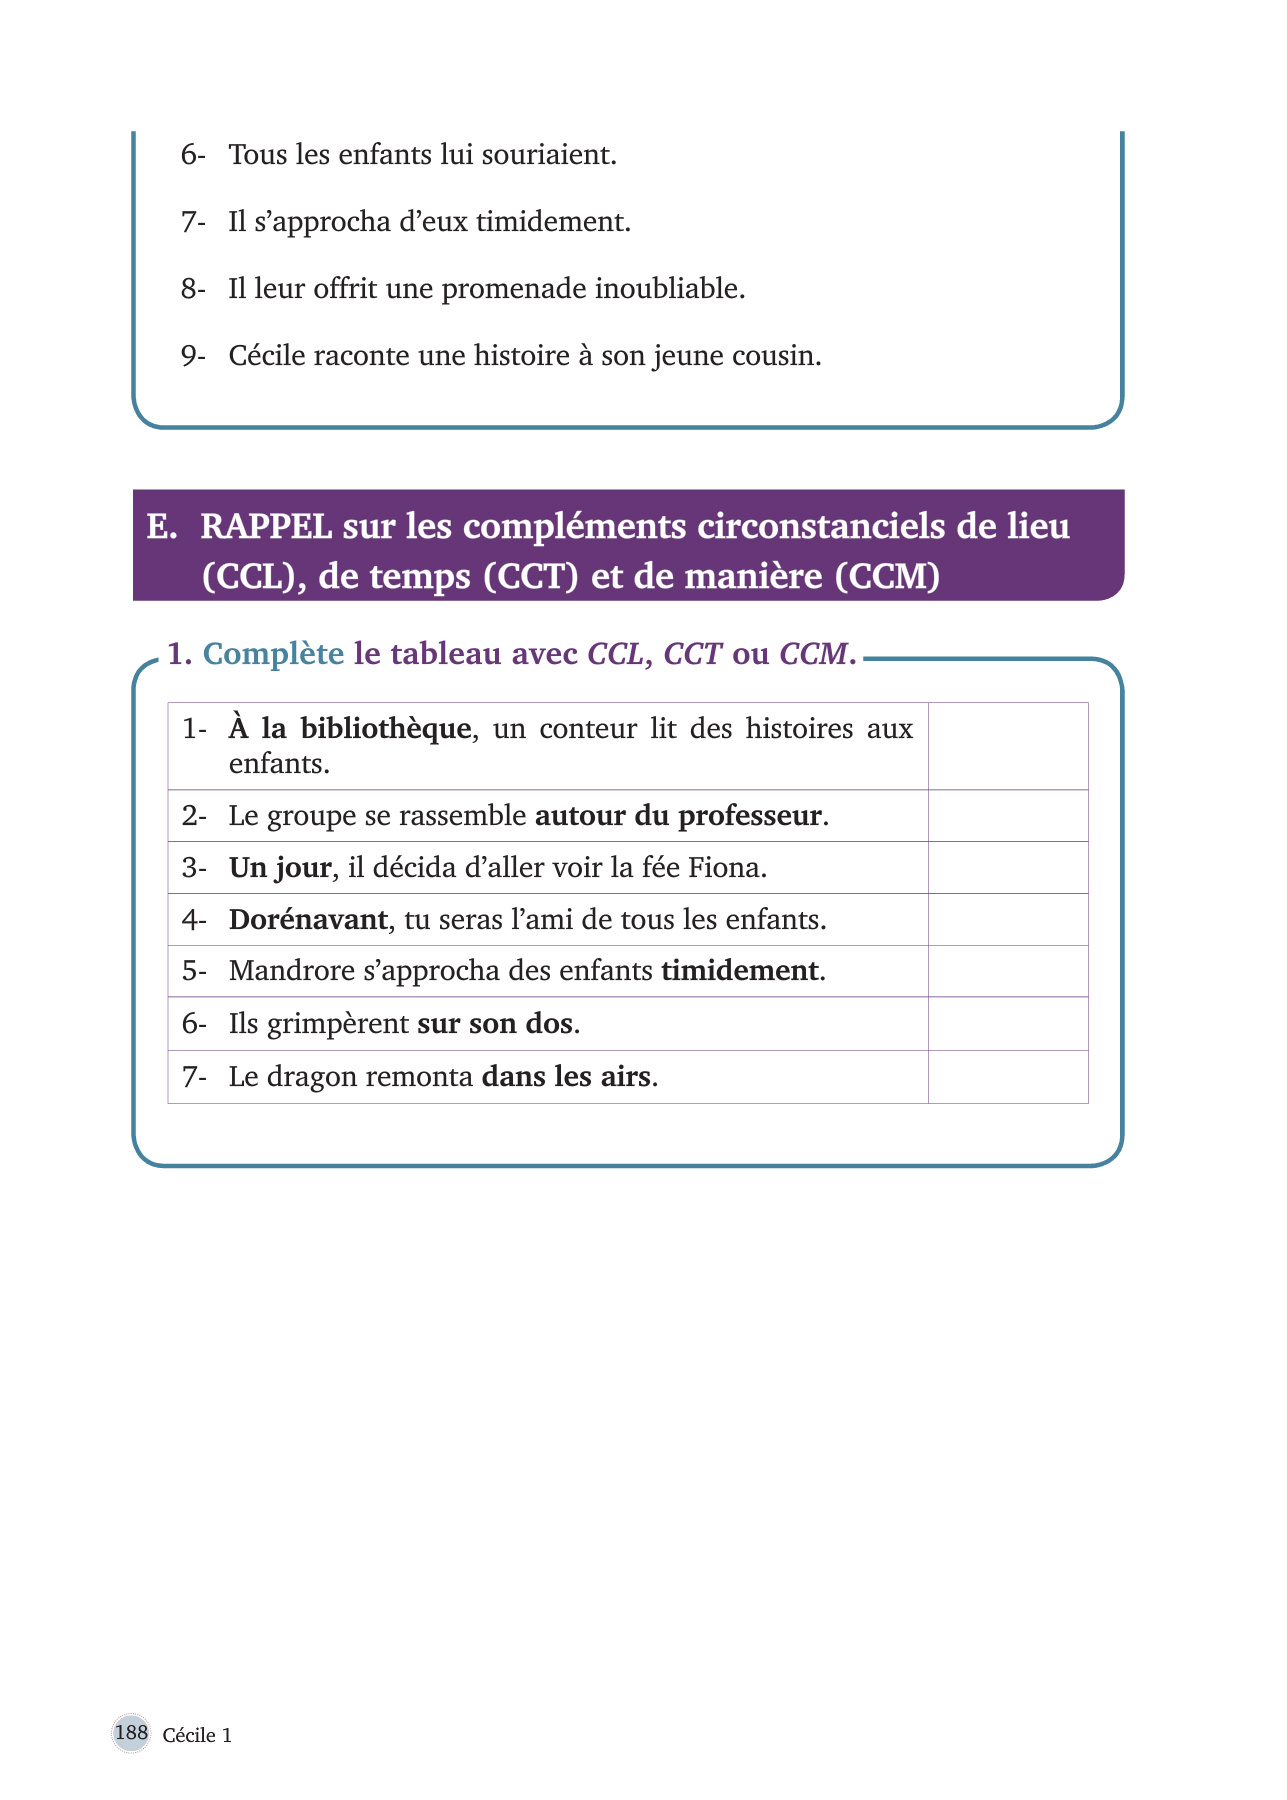 6- Tous les enfants lui souriaient.
7- Il s’approcha d’eux timidement.
8- Il leur offrit une promenade inoubliable.
9- Cécile raconte une histoire à son jeune cousin.
E. RAPPEL sur les compléments circonstanciels de lieu
(CCL), de temps (CCT) et de manière (CCM)
1. Complète le tableau avec CCL, CCT ou CCM.
1- À la bibliothèque, un conteur lit des histoires aux
enfants.
2- Le groupe se rassemble autour du professeur.
3- Un jour, il décida d’aller voir la fée Fiona.
4- Dorénavant, tu seras l’ami de tous les enfants.
5- Mandrore s’approcha des enfants timidement.
6- Ils grimpèrent sur son dos.
7- Le dragon remonta dans les airs.
188 Cécile 1